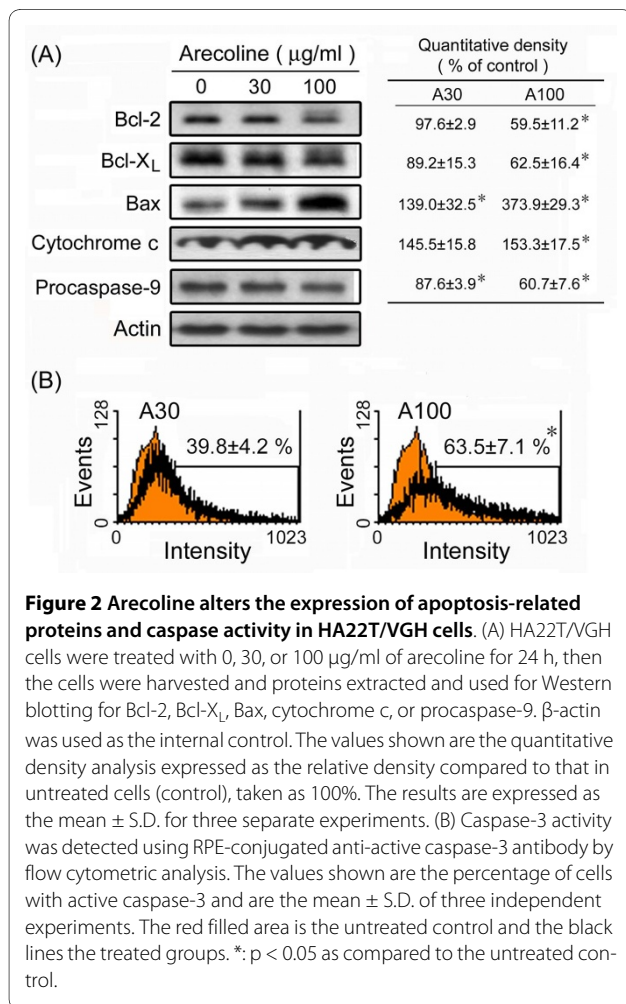 (A)
Arecoline ( μg/ml )
0 30 100
Quantitative density
( % of control )
A30 A100
Bcl-2 97.6±2.9 59.5±11.2*
Bcl-XL 89.2±15.3 62.5±16.4*
Bax 139.0±32.5* 373.9±29.3*
Cytochrome c 145.5±15.8 153.3±17.5*
Procaspase-9 87.6±3.9* 60.7±7.6*
Actin
(B)
A30
39.8±4.2 %
128
Events
0
0 1023
Intensity
A100
63.5±7.1 %*
128
Events
0
0 1023
Intensity
Figure 2 Arecoline alters the expression of apoptosis-related
proteins and caspase activity in HA22T/VGH cells. (A) HA22T/VGH
cells were treated with 0, 30, or 100 μg/ml of arecoline for 24 h, then
the cells were harvested and proteins extracted and used for Western
blotting for Bcl-2, Bcl-XL, Bax, cytochrome c, or procaspase-9. β-actin
was used as the internal control. The values shown are the quantitative
density analysis expressed as the relative density compared to that in
untreated cells (control), taken as 100%. The results are expressed as
the mean ± S.D. for three separate experiments. (B) Caspase-3 activity
was detected using RPE-conjugated anti-active caspase-3 antibody by
flow cytometric analysis. The values shown are the percentage of cells
with active caspase-3 and are the mean ± S.D. of three independent
experiments. The red filled area is the untreated control and the black
lines the treated groups. *: p < 0.05 as compared to the untreated con-
trol.